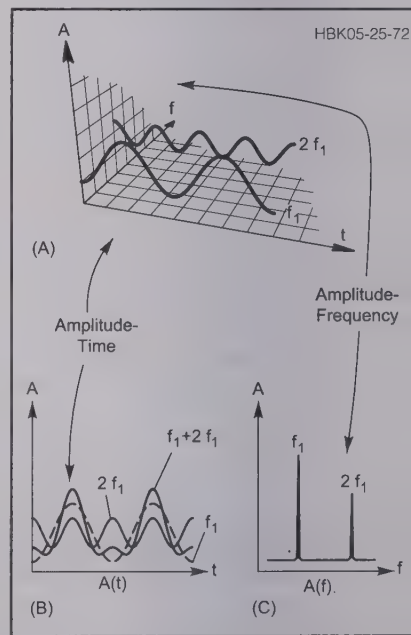 A
HBK05-25-72
f
2 f₁
f₁
t
(A)
Amplitude-
Time
Amplitude-
Frequency
A
f₁+2 f₁
2 f₁
f₁
t
A(t)
(B)
A
f₁
2 f₁
f
A(f).
(C)